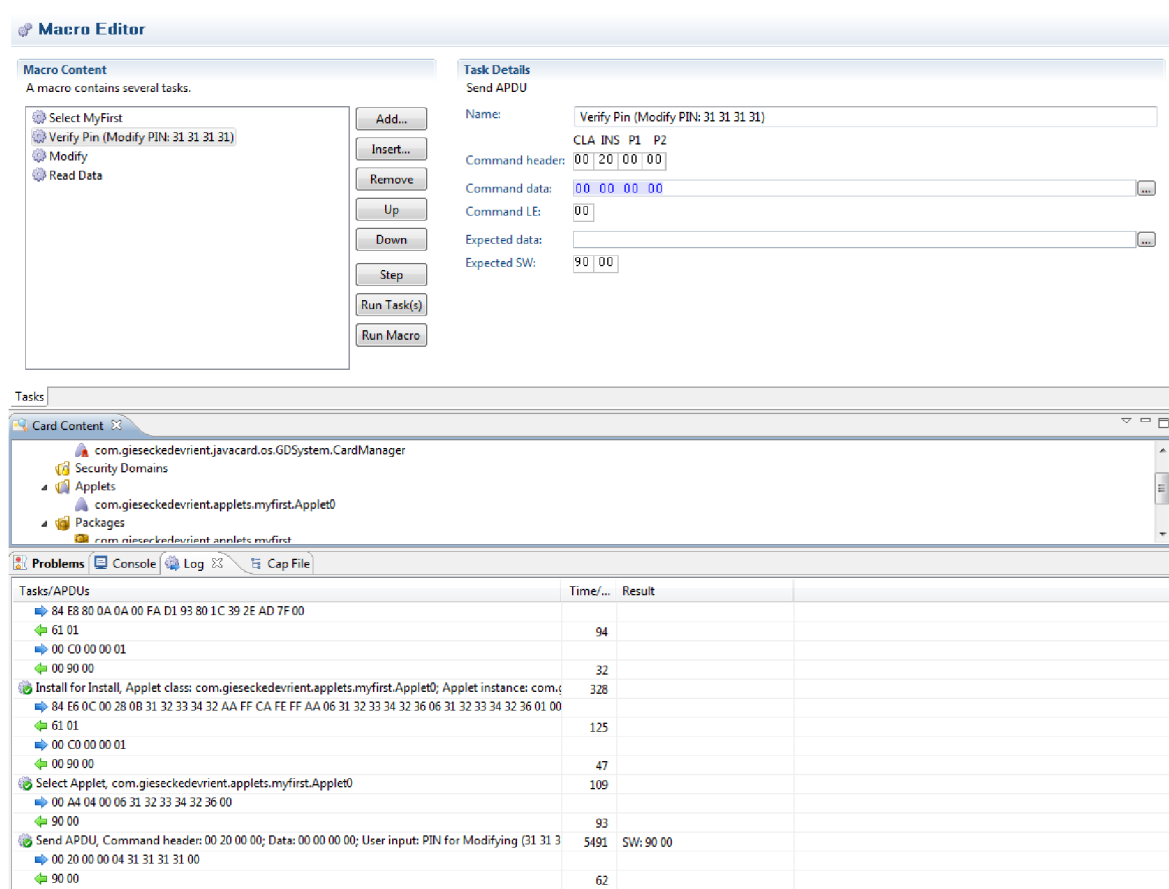 Macro Editor
Macro Content
A macro contains several tasks.
Select MyFirst
Verify Pin (Modify PIN: 31 31 31 31)
Modify
Read Data
Add...
Insert...
Remove
Up
Down
Step
Run Task(s)
Run Macro
Task Details
Send APDU
Name: Verify Pin (Modify PIN: 31 31 31 31)
CLA INS P1 P2
Command header: 00 20 00 00
Command data: 00 00 00 00 ...
Command LE: 00
Expected data: ...
Expected SW: 90 00
Tasks
Card Content
com.gieseckedevrient.javacard.os.GDSystem.CardManager
Security Domains
Applets
com.gieseckedevrient.applets.myfirst.Applet0
Packages
com.gieseckedevrient.applets.myfirst
Problems Console Log Cap File
Tasks/APDUs Time/... Result
84 E8 80 0A 0A 00 FA D1 93 80 1C 39 2E AD 7F 00
61 01 94
00 C0 00 00 01
00 90 00 32
Install for Install, Applet class: com.gieseckedevrient.applets.myfirst.Applet0; Applet instance: com.g 328
84 E6 0C 00 28 0B 31 32 33 34 32 AA FF CA FE FF AA 06 31 32 33 34 32 36 06 31 32 33 34 32 36 01 00
61 01 125
00 C0 00 00 01
00 90 00 47
Select Applet, com.gieseckedevrient.applets.myfirst.Applet0 109
00 A4 04 00 06 31 32 33 34 32 36 00
90 00 93
Send APDU, Command header: 00 20 00 00; Data: 00 00 00 00; User input: PIN for Modifying (31 31 3 5491 SW: 90 00
00 20 00 00 04 31 31 31 31 00
90 00 62